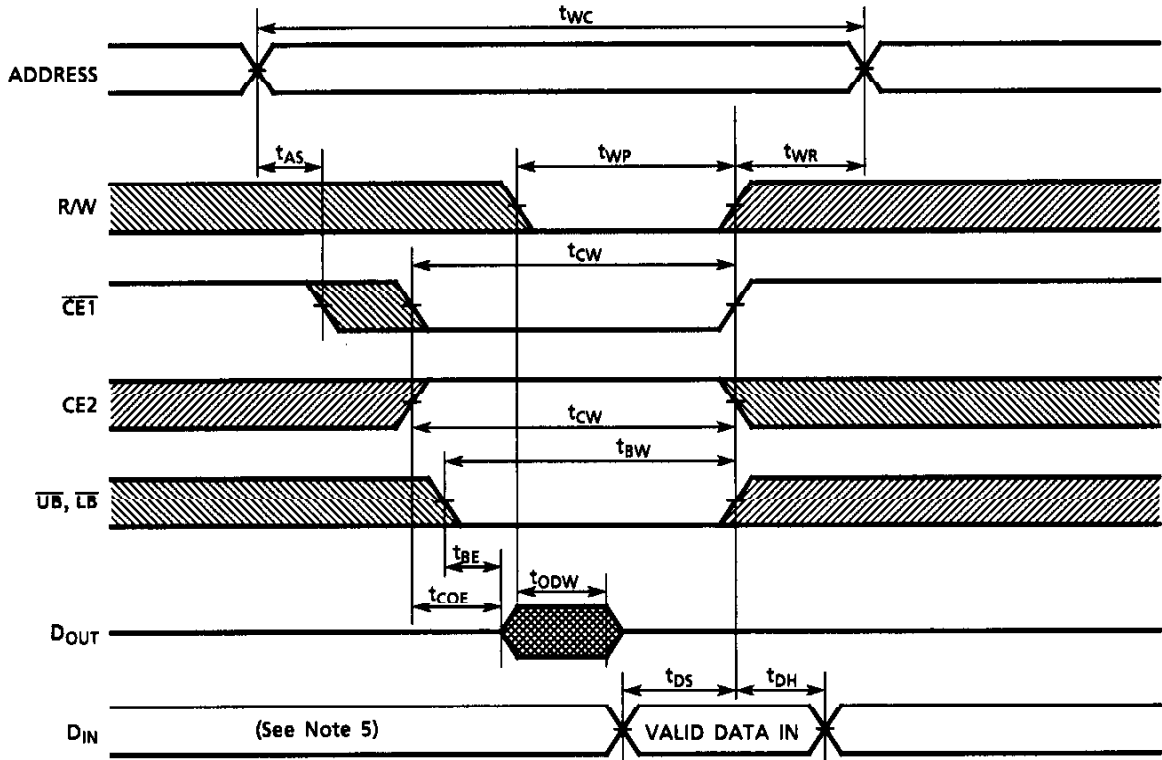 tWC
ADDRESS
tAS
tWP
tWR
R/W
tCW
CE1
CE2
tCW
tBW
UB, LB
tBE
tODW
tCOE
DOUT
tDS
tDH
DIN
(See Note 5)
VALID DATA IN